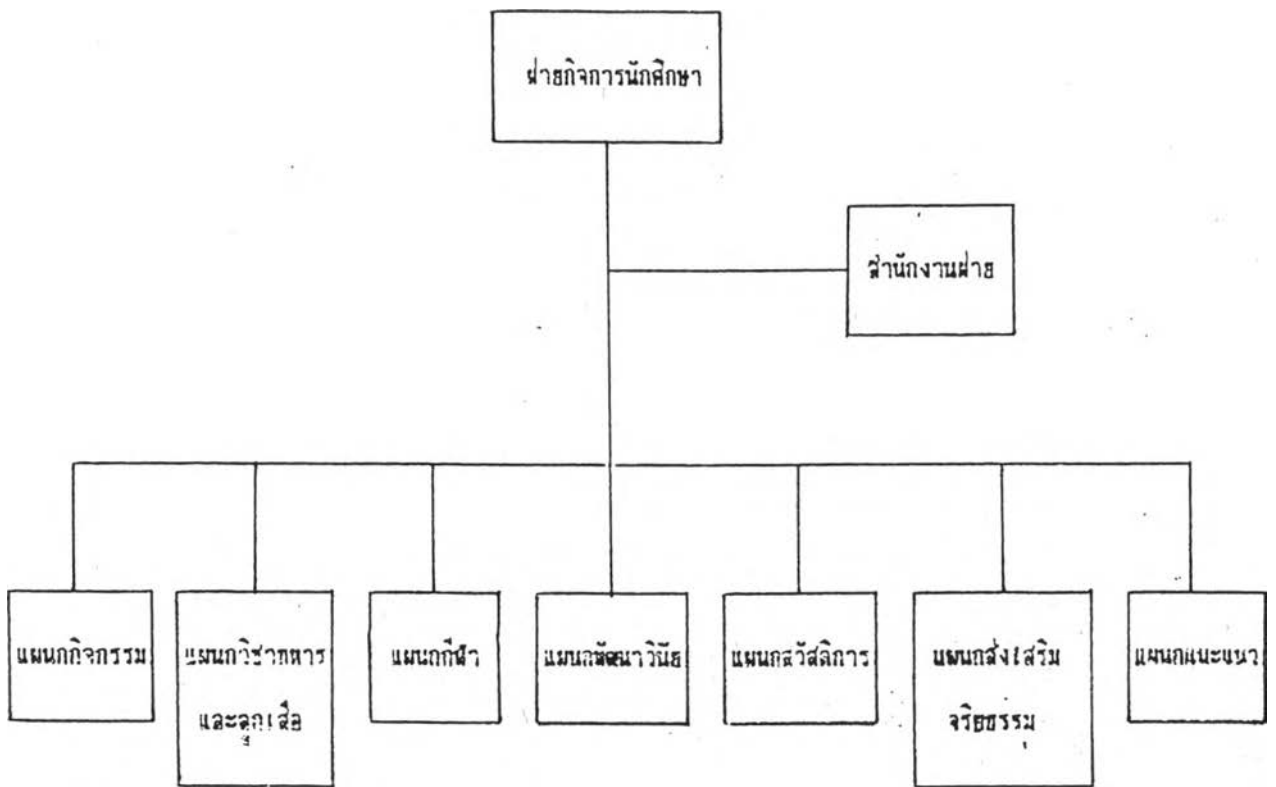 ฝ่ายกิจการนักศึกษา
สำนักงานฝ่าย
แผนกกิจกรรม
แผนกวิชาทหาร
และลูกเสือ
แผนกกีฬา
แผนกพัฒนาวินัย
แผนกสวัสดิการ
แผนกส่งเสริม
จริยธรรม
แผนกแนะแนว